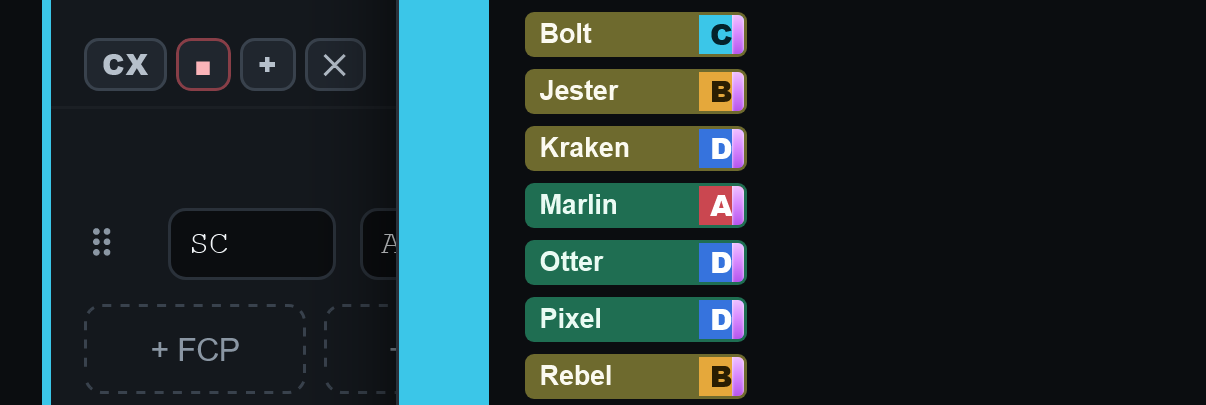 CX + ×
SC A
+ FCP
Bolt C
Jester B
Kraken D
Marlin A
Otter D
Pixel D
Rebel B